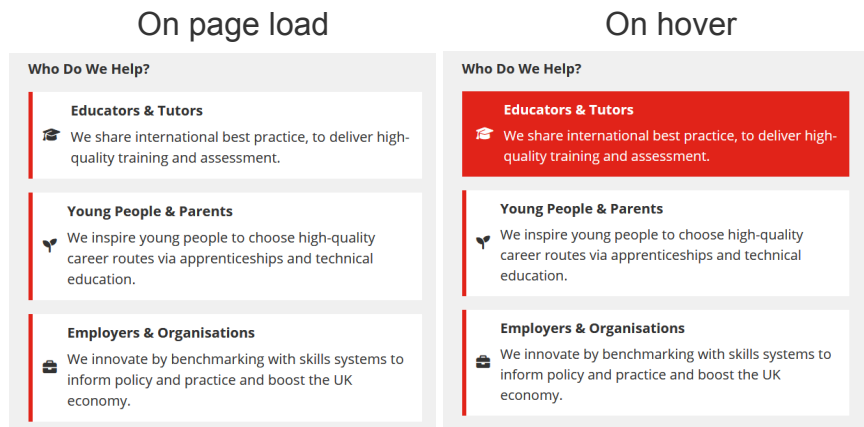 On page load
Who Do We Help?
Educators & Tutors
We share international best practice, to deliver high-
quality training and assessment.
Young People & Parents
We inspire young people to choose high-quality
career routes via apprenticeships and technical
education.
Employers & Organisations
We innovate by benchmarking with skills systems to
inform policy and practice and boost the UK
economy.
On hover
Who Do We Help?
Educators & Tutors
We share international best practice, to deliver high-
quality training and assessment.
Young People & Parents
We inspire young people to choose high-quality
career routes via apprenticeships and technical
education.
Employers & Organisations
We innovate by benchmarking with skills systems to
inform policy and practice and boost the UK
economy.